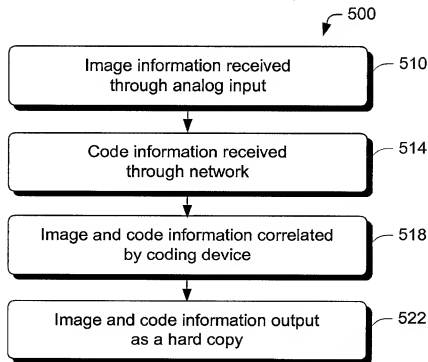 500
Image information received
through analog input
510
Code information received
through network
514
Image and code information correlated
by coding device
518
Image and code information output
as a hard copy
522